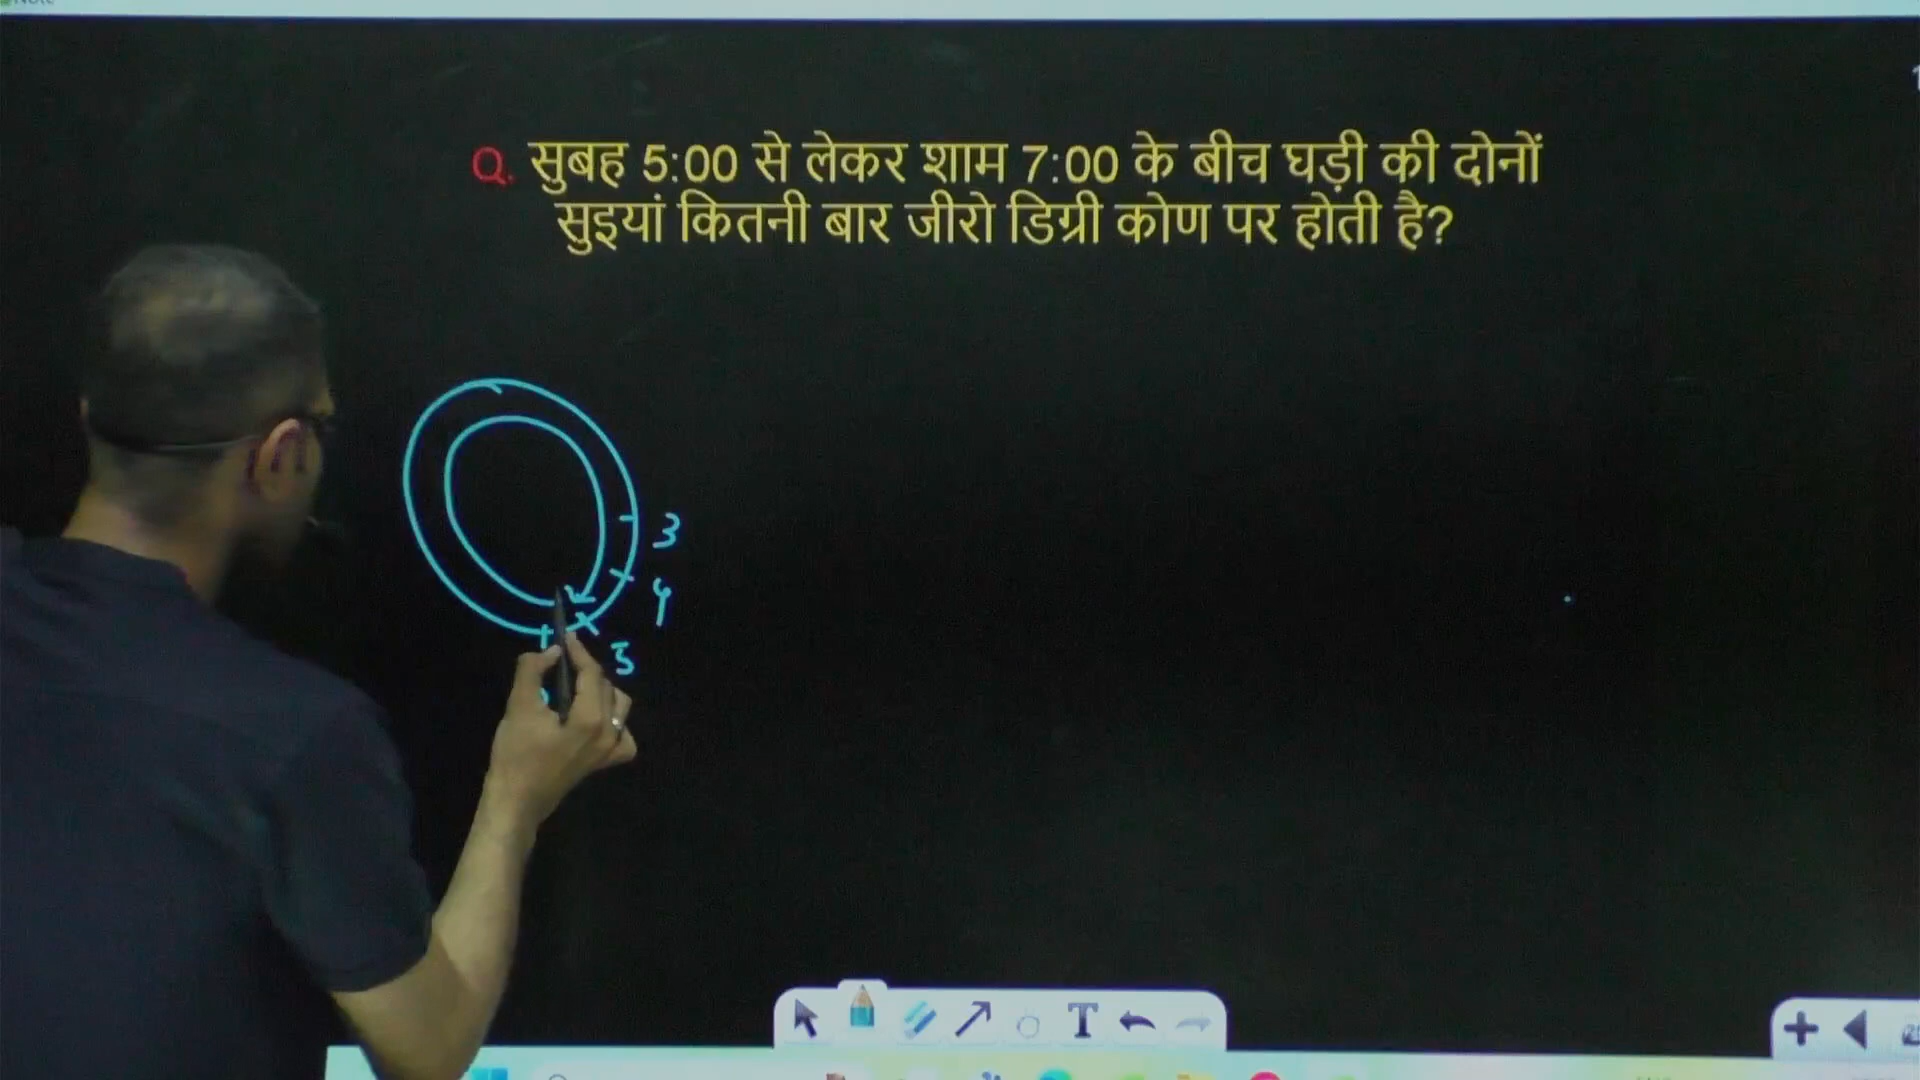 Q. सुबह 5:00 से लेकर शाम 7:00 के बीच घड़ी की दोनों
सुइयां कितनी बार जीरो डिग्री कोण पर होती है?
3
4
5
T